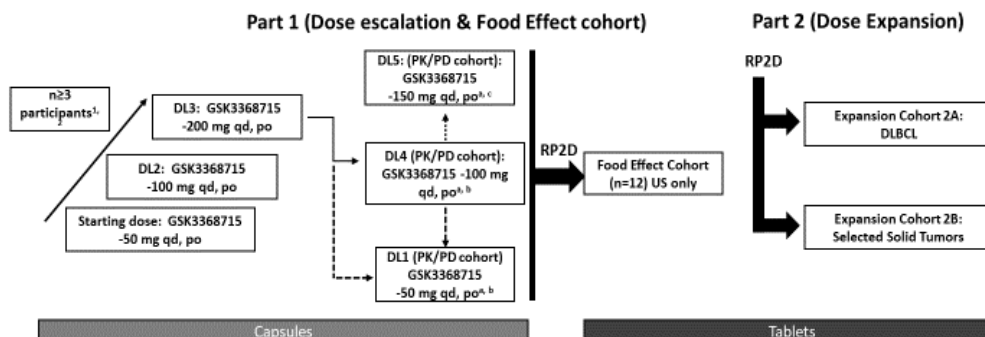 Part 1 (Dose escalation & Food Effect cohort)
Part 2 (Dose Expansion)
n≥3
participants1,
2
DL3: GSK3368715
-200 mg qd, po
DL2: GSK3368715
-100 mg qd, po
Starting dose: GSK3368715
-50 mg qd, po
DL5: (PK/PD cohort):
GSK3368715
-150 mg qd, poa, c
DL4 (PK/PD cohort):
GSK3368715 -100 mg
qd, poa, b
DL1 (PK/PD cohort)
GSK3368715
-50 mg qd, poa, b
RP2D
Food Effect Cohort
(n=12) US only
RP2D
Expansion Cohort 2A:
DLBCL
Expansion Cohort 2B:
Selected Solid Tumors
Capsules
Tablets